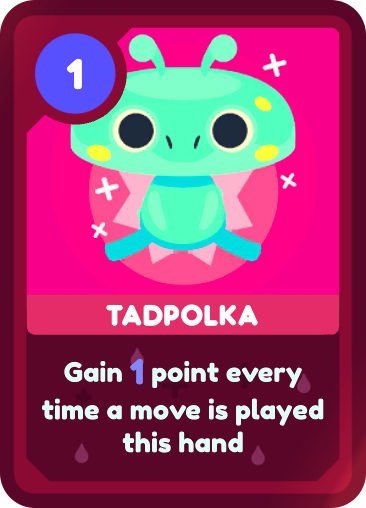 1
TADPOLKA
Gain 1 point every
time a move is played
this hand